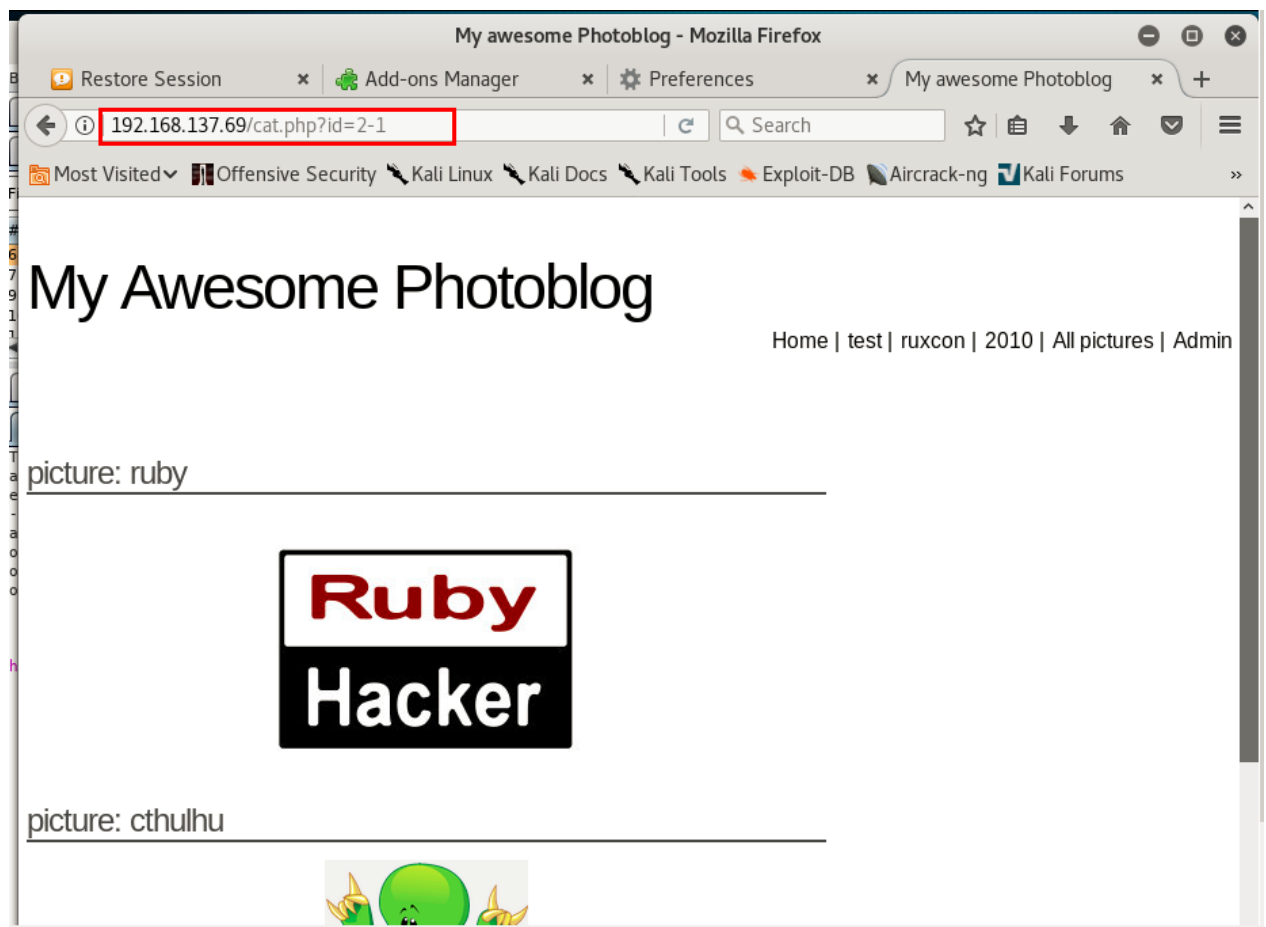 My awesome Photoblog - Mozilla Firefox
Restore Session
Add-ons Manager
Preferences
My awesome Photoblog
192.168.137.69/cat.php?id=2-1
Search
Most Visited
Offensive Security
Kali Linux
Kali Docs
Kali Tools
Exploit-DB
Aircrack-ng
Kali Forums
»
My Awesome Photoblog
Home | test | ruxcon | 2010 | All pictures | Admin
picture: ruby
Ruby
Hacker
picture: cthulhu